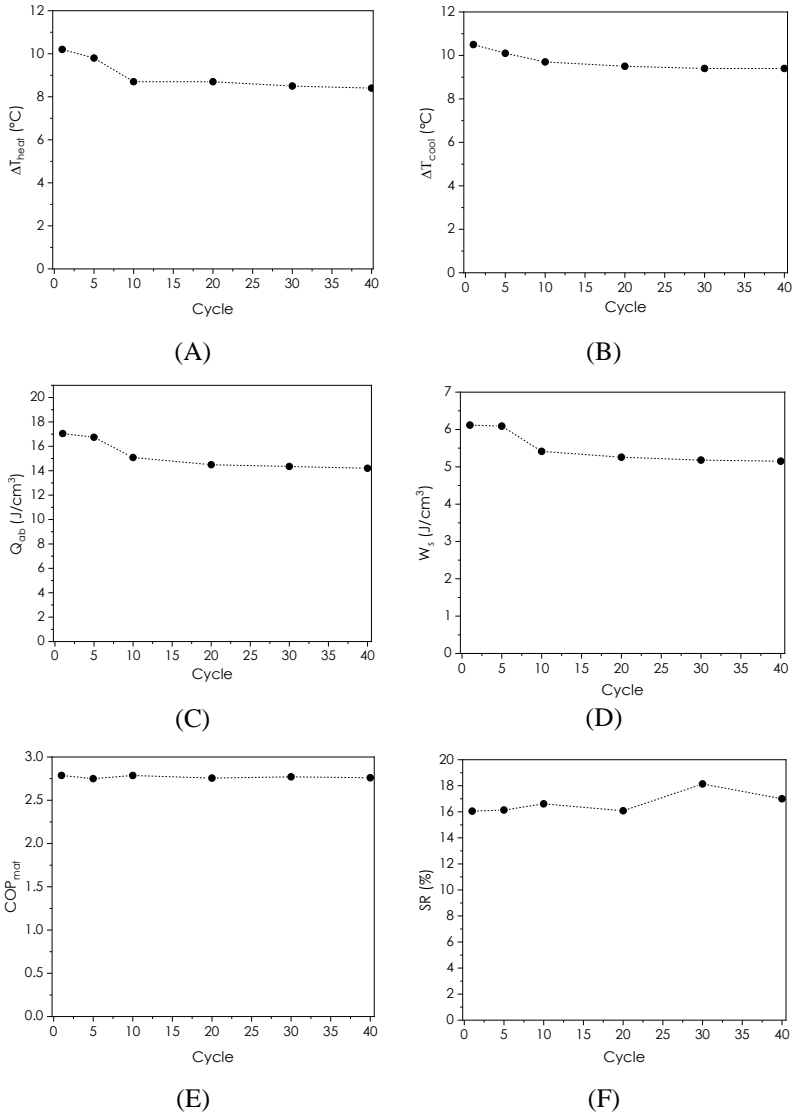 12
10
8
6
4
2
0
ΔT_heat (°C)
0 5 10 15 20 25 30 35 40
Cycle
(A)
12
10
8
6
4
2
0
ΔT_cool (°C)
0 5 10 15 20 25 30 35 40
Cycle
(B)
20
18
16
14
12
10
8
6
4
2
0
Q_ab (J/cm³)
0 5 10 15 20 25 30 35 40
Cycle
(C)
7
6
5
4
3
2
1
0
W_s (J/cm³)
0 5 10 15 20 25 30 35 40
Cycle
(D)
3.0
2.5
2.0
1.5
1.0
0.5
0.0
COP_mat
0 5 10 15 20 25 30 35 40
Cycle
(E)
20
18
16
14
12
10
8
6
4
2
0
SR (%)
0 5 10 15 20 25 30 35 40
Cycle
(F)